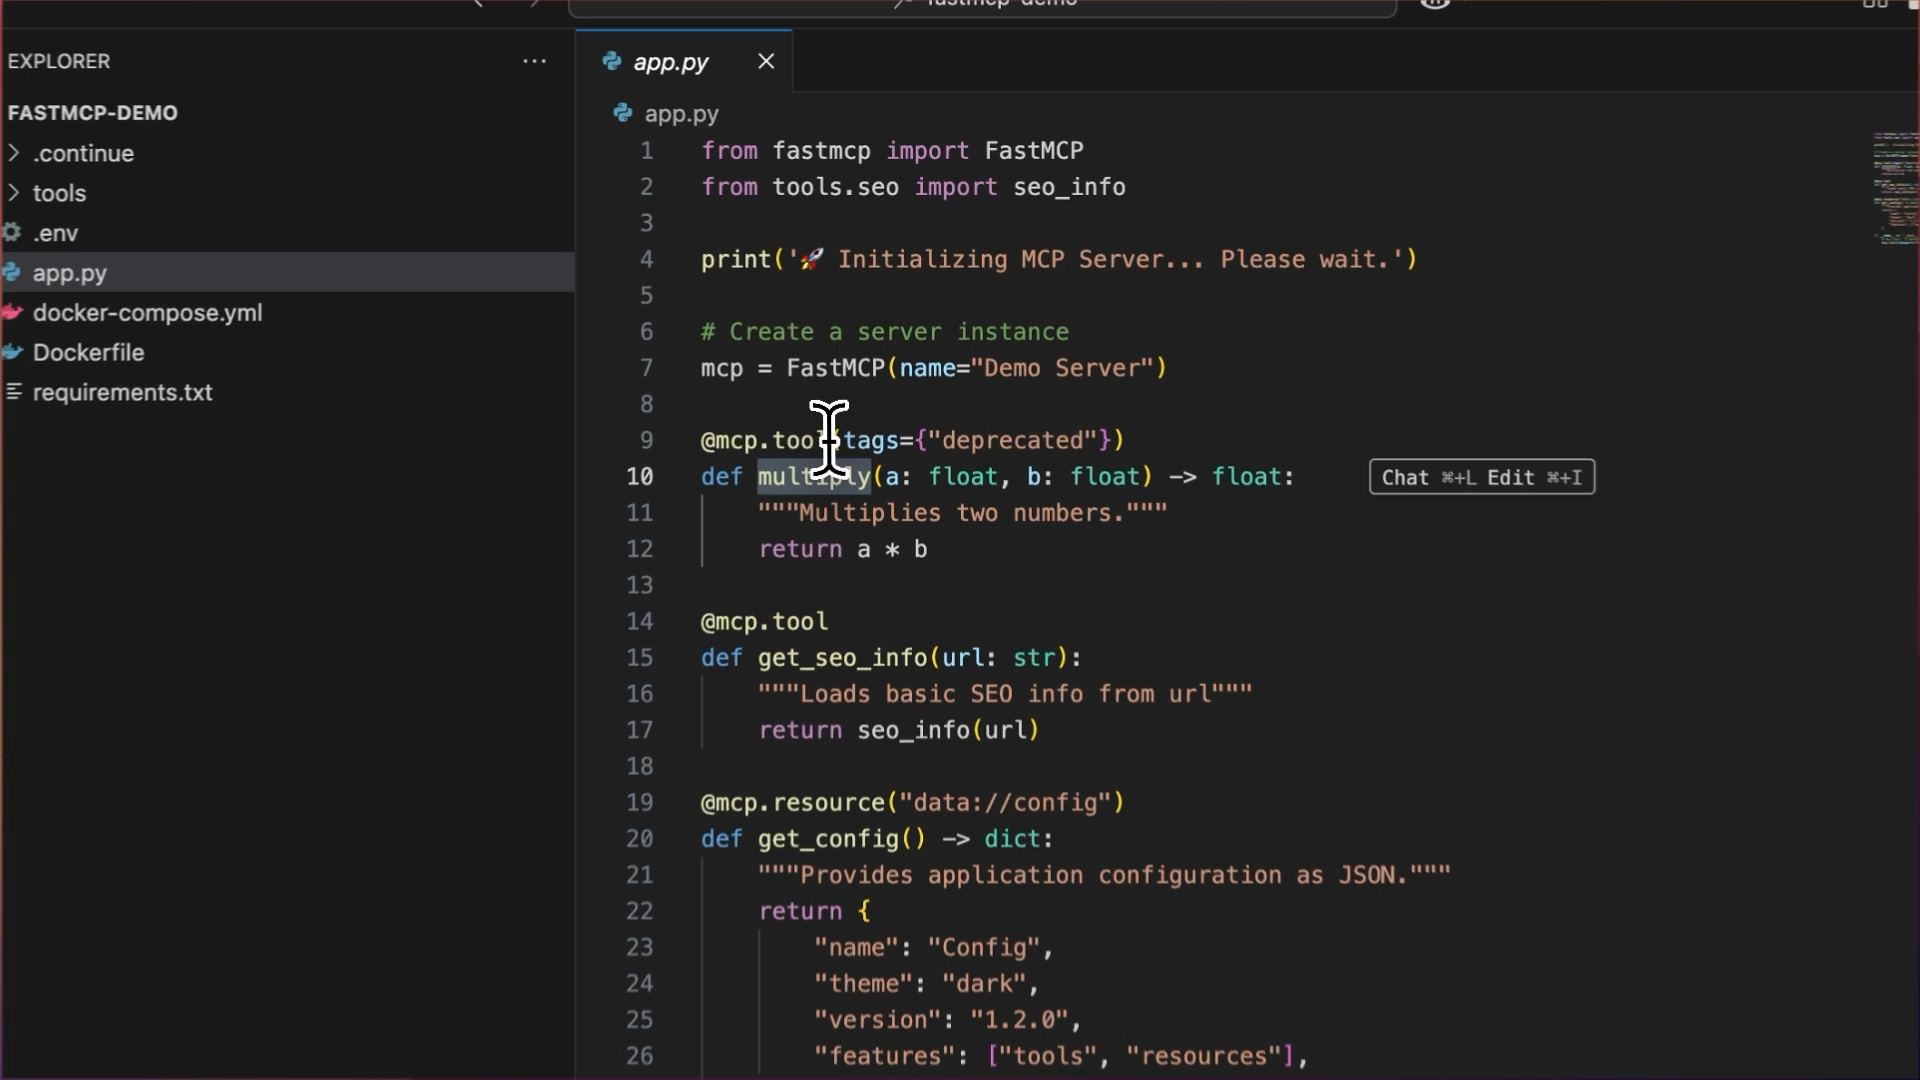 fastmcp-demo
EXPLORER
FASTMCP-DEMO
.continue
tools
.env
app.py
docker-compose.yml
Dockerfile
requirements.txt
app.py
app.py
1 from fastmcp import FastMCP
2 from tools.seo import seo_info
3
4 print('🚀 Initializing MCP Server... Please wait.')
5
6 # Create a server instance
7 mcp = FastMCP(name="Demo Server")
8
9 @mcp.tool(tags={"deprecated"})
10 def multiply(a: float, b: float) -> float:
Chat ⌘+L Edit ⌘+I
11 """Multiplies two numbers."""
12 return a * b
13
14 @mcp.tool
15 def get_seo_info(url: str):
16 """Loads basic SEO info from url"""
17 return seo_info(url)
18
19 @mcp.resource("data://config")
20 def get_config() -> dict:
21 """Provides application configuration as JSON."""
22 return {
23 "name": "Config",
24 "theme": "dark",
25 "version": "1.2.0",
26 "features": ["tools", "resources"],